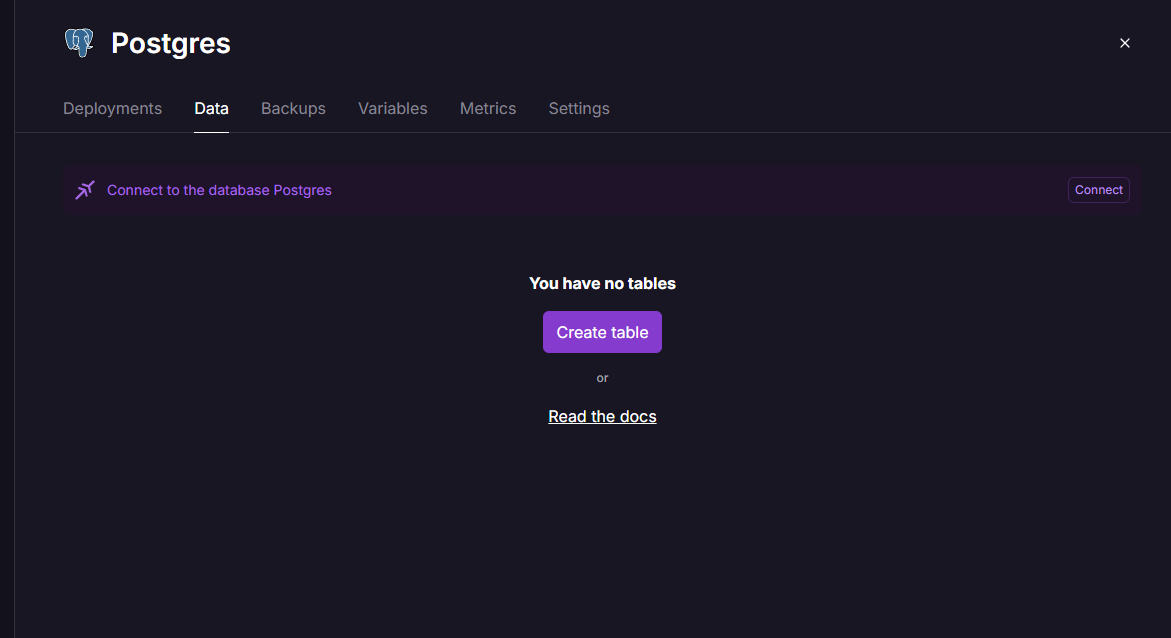 Postgres
Deployments Data Backups Variables Metrics Settings
Connect to the database Postgres Connect
You have no tables
Create table
or
Read the docs